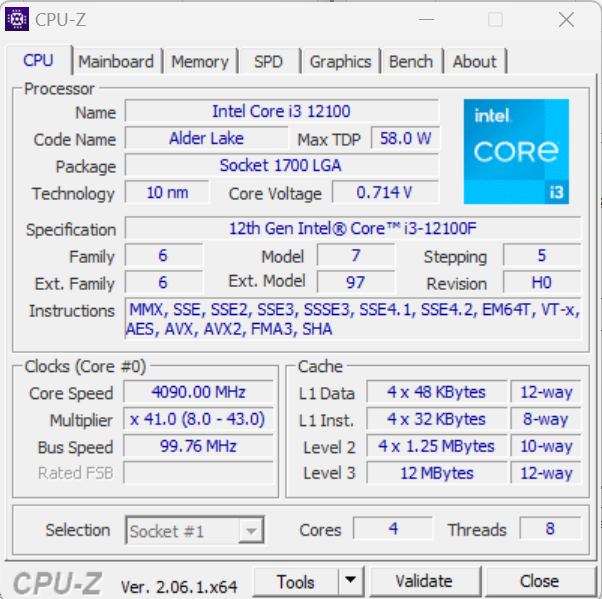 CPU-Z
CPU Mainboard Memory SPD Graphics Bench About
Processor
Name Intel Core i3 12100
Code Name Alder Lake Max TDP 58.0 W
Package Socket 1700 LGA
Technology 10 nm Core Voltage 0.714 V
intel.
CORE
i3
Specification 12th Gen Intel® Core™ i3-12100F
Family 6 Model 7 Stepping 5
Ext. Family 6 Ext. Model 97 Revision H0
Instructions MMX, SSE, SSE2, SSE3, SSSE3, SSE4.1, SSE4.2, EM64T, VT-x,
AES, AVX, AVX2, FMA3, SHA
Clocks (Core #0)
Core Speed 4090.00 MHz
Multiplier x 41.0 (8.0 - 43.0)
Bus Speed 99.76 MHz
Rated FSB
Cache
L1 Data 4 x 48 KBytes 12-way
L1 Inst. 4 x 32 KBytes 8-way
Level 2 4 x 1.25 MBytes 10-way
Level 3 12 MBytes 12-way
Selection Socket #1 Cores 4 Threads 8
CPU-Z Ver. 2.06.1.x64 Tools Validate Close